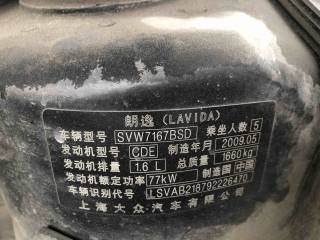 朗逸（LAVIDA）
车辆型号 SVW7167BSD 乘坐人数 5
发动机型号 CDE 制造年月 2009.05
发动机排量 1.6 L 总质量 1660kg
发动机额定功率 77kW 制造国 中国
车辆识别代号 LSVAB218792226470
上海大众汽车有限公司